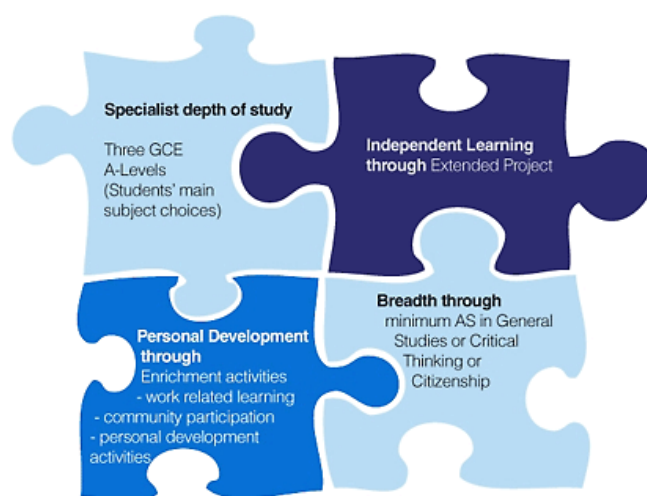 Specialist depth of study
Three GCE
A-Levels
(Students' main
subject choices)
Independent Learning
through Extended Project
Personal Development
through
Enrichment activities
- work related learning
- community participation
- personal development
activities
Breadth through
minimum AS in General
Studies or Critical
Thinking or
Citizenship